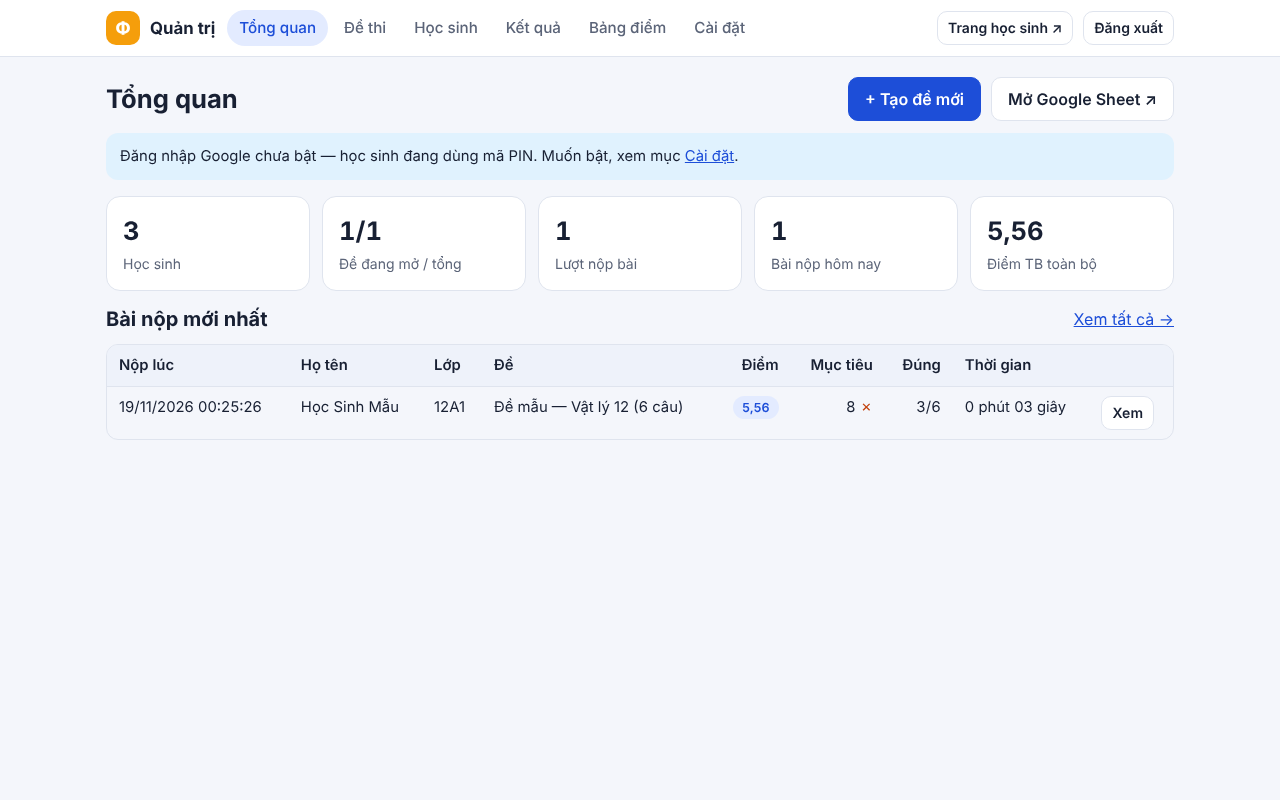 Φ Quản trị Tổng quan Đề thi Học sinh Kết quả Bảng điểm Cài đặt Trang học sinh ↗ Đăng xuất
Tổng quan + Tạo đề mới Mở Google Sheet ↗
Đăng nhập Google chưa bật — học sinh đang dùng mã PIN. Muốn bật, xem mục Cài đặt.
3 1/1 1 1 5,56
Học sinh Đề đang mở / tổng Lượt nộp bài Bài nộp hôm nay Điểm TB toàn bộ
Bài nộp mới nhất Xem tất cả →
Nộp lúc Họ tên Lớp Đề Điểm Mục tiêu Đúng Thời gian
19/11/2026 00:25:26 Học Sinh Mẫu 12A1 Đề mẫu — Vật lý 12 (6 câu) 5,56 8 × 3/6 0 phút 03 giây Xem